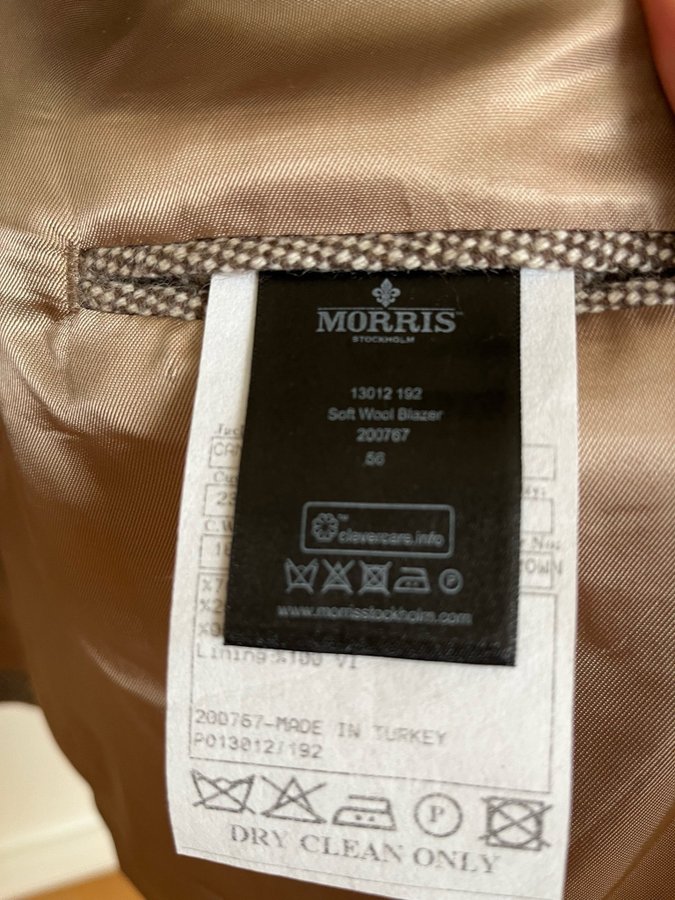 MORRIS
STOCKHOLM
13012 192
Soft Wool Blazer
200767
56
clevercare.info
P
www.morrisstockholm.com
Lining:%100 VI
200767-MADE IN TURKEY
PO13012/192
P
DRY CLEAN ONLY